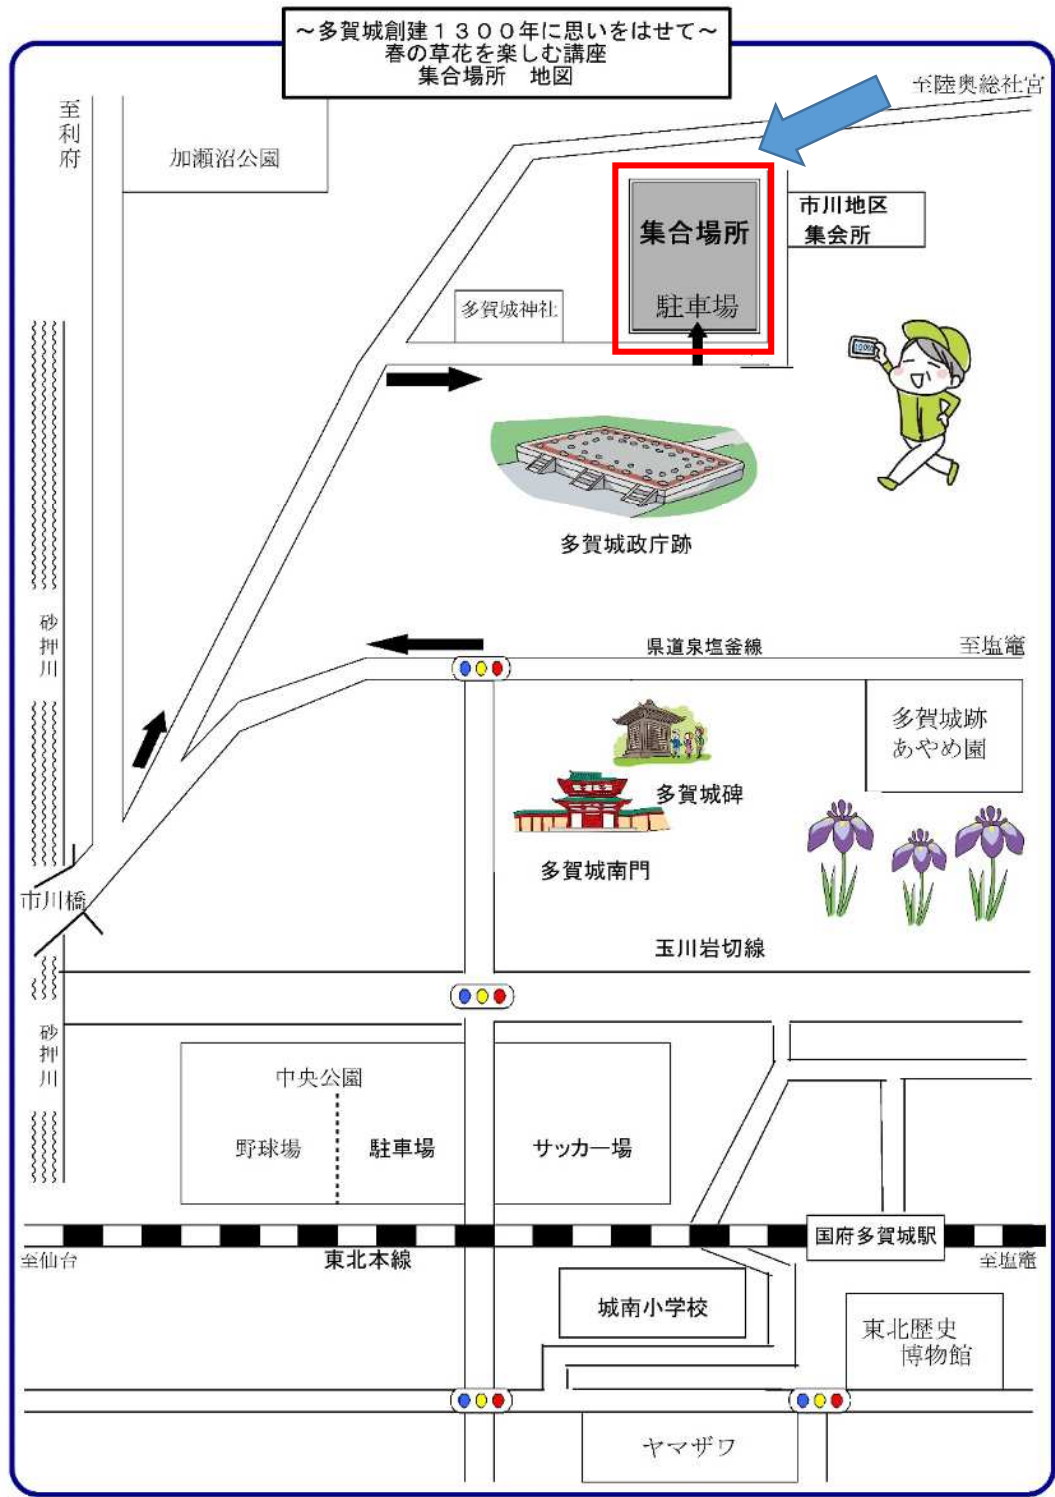 ～多賀城創建１３００年に思いをはせて～
春の草花を楽しむ講座
集合場所　地図
至陸奥総社宮
至利府
加瀬沼公園
市川地区
集会所
集合場所
駐車場
多賀城神社
多賀城政庁跡
砂押川
県道泉塩釜線
至塩竈
多賀城跡
あやめ園
多賀城碑
多賀城南門
市川橋
玉川岩切線
砂押川
中央公園
野球場
駐車場
サッカー場
国府多賀城駅
至仙台
東北本線
至塩竈
城南小学校
東北歴史
博物館
ヤマザワ